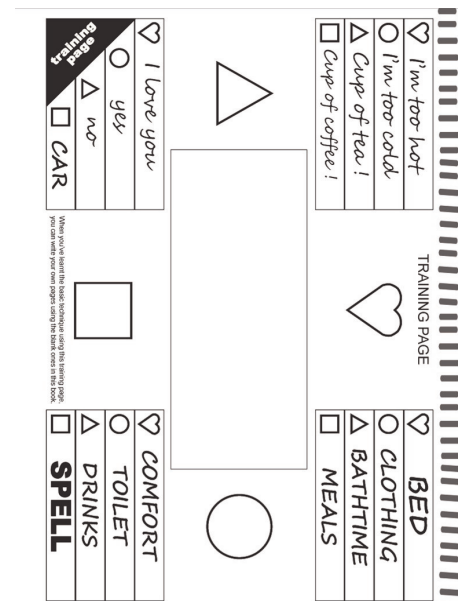 I'm too hot
I'm too cold
Cup of tea !
Cup of coffee !
TRAINING PAGE
BED
CLOTHING
BATHTIME
MEALS
training
page
I love you
yes
no
CAR
When you've learnt the basic technique using this training page,
you can write your own pages using the blank ones in this book.
COMFORT
TOILET
DRINKS
SPELL